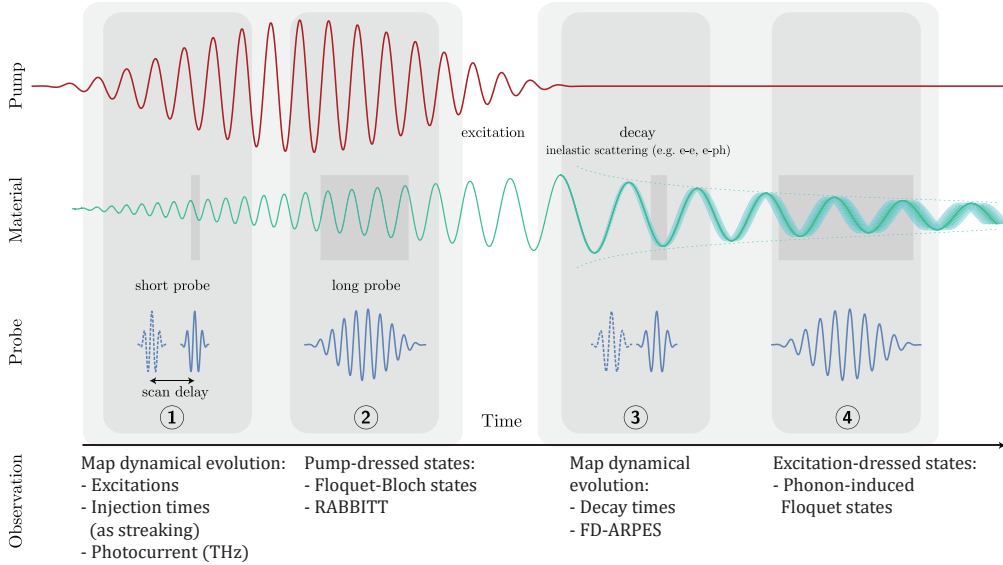 Pump
excitation
decay
inelastic scattering (e.g. e-e, e-ph)
Material
short probe
long probe
Probe
scan delay
1
2
Time
3
4
Observation
Map dynamical evolution:
- Excitations
- Injection times
(as streaking)
- Photocurrent (THz)
Pump-dressed states:
- Floquet-Bloch states
- RABBITT
Map dynamical
evolution:
- Decay times
- FD-ARPES
Excitation-dressed states:
- Phonon-induced
Floquet states